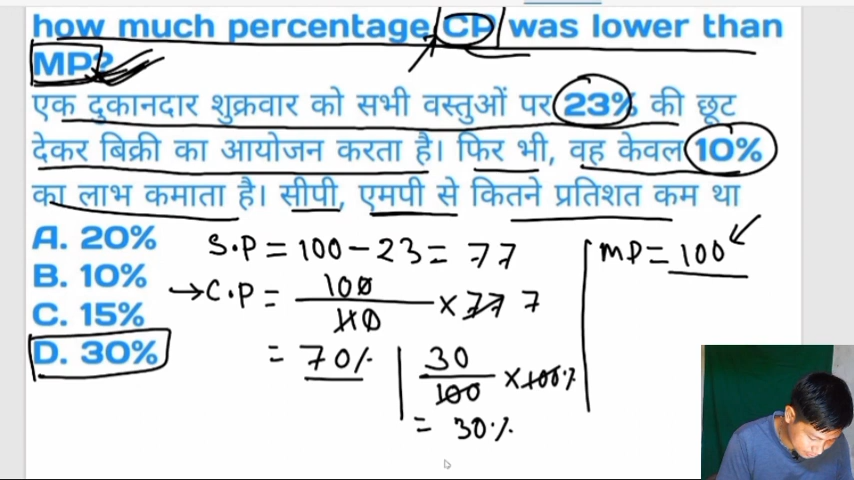 how much percentage CP was lower than
MP?
एक दुकानदार शुक्रवार को सभी वस्तुओं पर 23% की छूट
देकर बिक्री का आयोजन करता है। फिर भी, वह केवल 10%
का लाभ कमाता है। सीपी, एमपी से कितने प्रतिशत कम था
A. 20%
B. 10%
C. 15%
D. 30%
S.P = 100 - 23 = 77
→ C.P = 100/110 × 77 7
= 70%
30/100 × 100%
= 30%
MP = 100